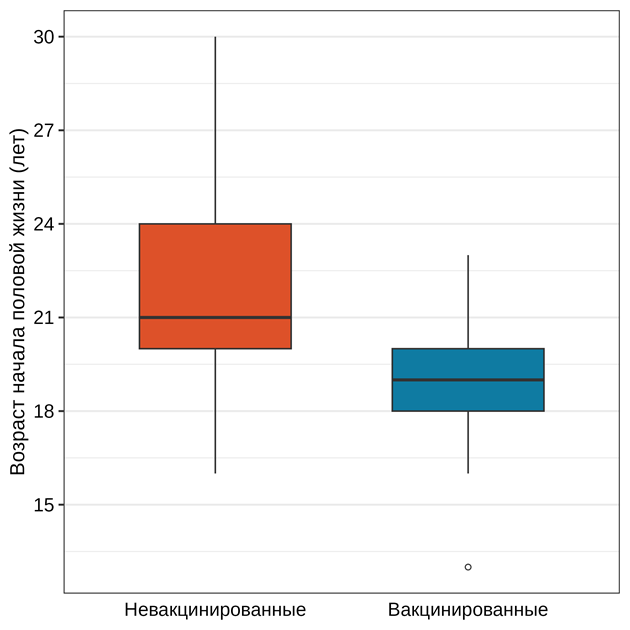 Возраст начала половой жизни (лет)
30
27
24
21
18
15
Невакцинированные
Вакцинированные